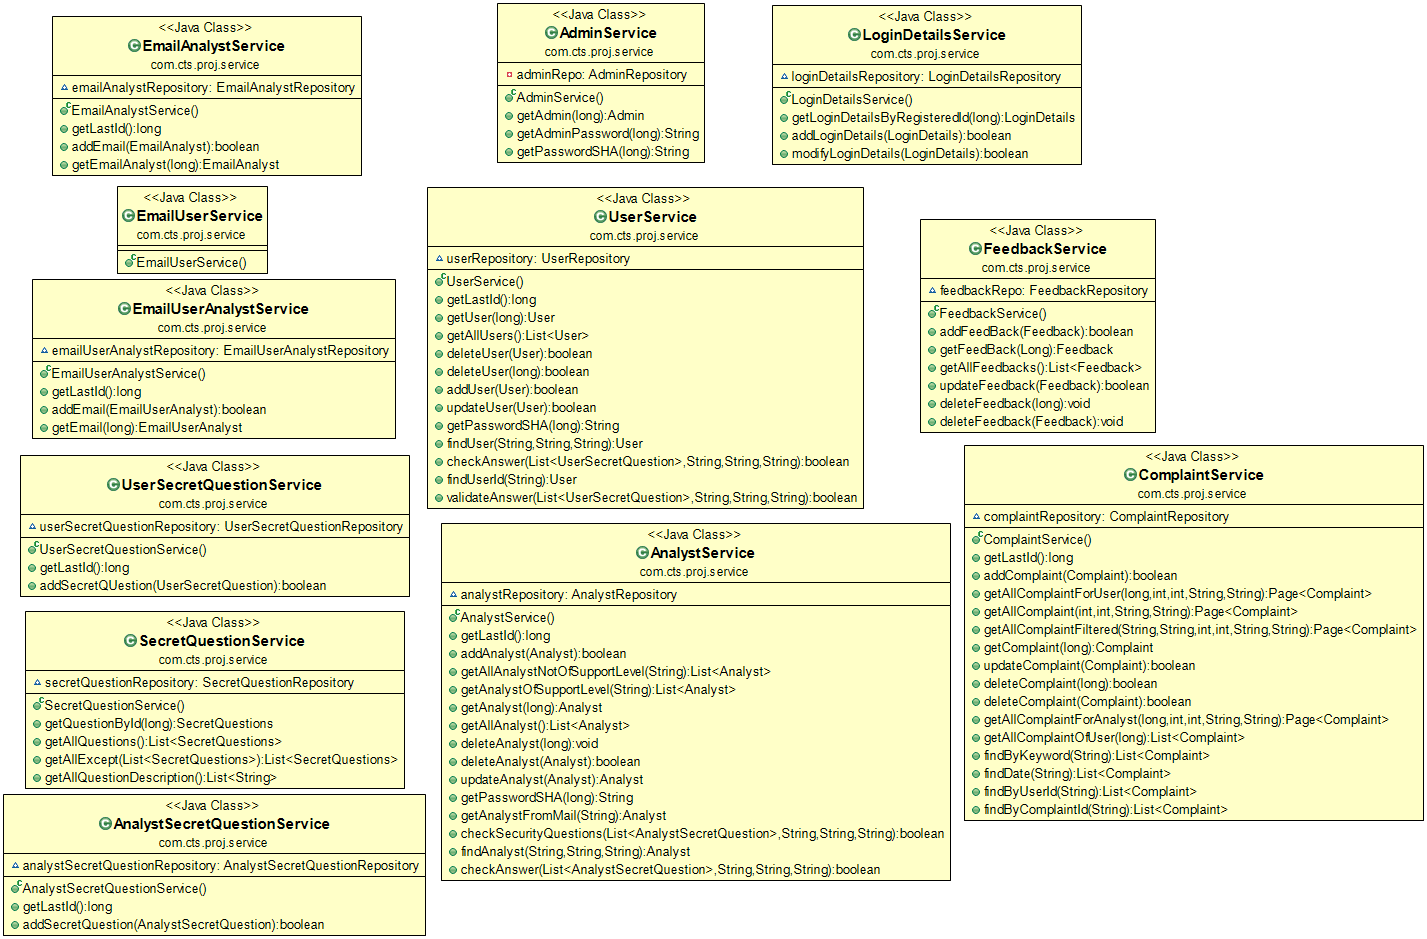 <<Java Class>>
EmailAnalystService
com.cts.proj.service
emailAnalystRepository: EmailAnalystRepository
EmailAnalystService()
getLastId():long
addEmail(EmailAnalyst):boolean
getEmailAnalyst(long):EmailAnalyst
<<Java Class>>
AdminService
com.cts.proj.service
adminRepo: AdminRepository
AdminService()
getAdmin(long):Admin
getAdminPassword(long):String
getPasswordSHA(long):String
<<Java Class>>
LoginDetailsService
com.cts.proj.service
loginDetailsRepository: LoginDetailsRepository
LoginDetailsService()
getLoginDetailsByRegisteredId(long):LoginDetails
addLoginDetails(LoginDetails):boolean
modifyLoginDetails(LoginDetails):boolean
<<Java Class>>
EmailUserService
com.cts.proj.service
EmailUserService()
<<Java Class>>
EmailUserAnalystService
com.cts.proj.service
emailUserAnalystRepository: EmailUserAnalystRepository
EmailUserAnalystService()
getLastId():long
addEmail(EmailUserAnalyst):boolean
getEmail(long):EmailUserAnalyst
<<Java Class>>
UserService
com.cts.proj.service
userRepository: UserRepository
UserService()
getLastId():long
getUser(long):User
getAllUsers():List<User>
deleteUser(User):boolean
deleteUser(long):boolean
addUser(User):boolean
updateUser(User):boolean
getPasswordSHA(long):String
findUser(String,String,String):User
checkAnswer(List<UserSecretQuestion>,String,String,String):boolean
findUserId(String):User
validateAnswer(List<UserSecretQuestion>,String,String,String):boolean
<<Java Class>>
FeedbackService
com.cts.proj.service
feedbackRepo: FeedbackRepository
FeedbackService()
addFeedBack(Feedback):boolean
getFeedBack(Long):Feedback
getAllFeedbacks():List<Feedback>
updateFeedback(Feedback):boolean
deleteFeedback(long):void
deleteFeedback(Feedback):void
<<Java Class>>
UserSecretQuestionService
com.cts.proj.service
userSecretQuestionRepository: UserSecretQuestionRepository
UserSecretQuestionService()
getLastId():long
addSecretQUestion(UserSecretQuestion):boolean
<<Java Class>>
SecretQuestionService
com.cts.proj.service
secretQuestionRepository: SecretQuestionRepository
SecretQuestionService()
getQuestionById(long):SecretQuestions
getAllQuestions():List<SecretQuestions>
getAllExcept(List<SecretQuestions>):List<SecretQuestions>
getAllQuestionDescription():List<String>
<<Java Class>>
AnalystSecretQuestionService
com.cts.proj.service
analystSecretQuestionRepository: AnalystSecretQuestionRepository
AnalystSecretQuestionService()
getLastId():long
addSecretQuestion(AnalystSecretQuestion):boolean
<<Java Class>>
AnalystService
com.cts.proj.service
analystRepository: AnalystRepository
AnalystService()
getLastId():long
addAnalyst(Analyst):boolean
getAllAnalystNotOfSupportLevel(String):List<Analyst>
getAnalystOfSupportLevel(String):List<Analyst>
getAnalyst(long):Analyst
getAllAnalyst():List<Analyst>
deleteAnalyst(long):void
deleteAnalyst(Analyst):boolean
updateAnalyst(Analyst):Analyst
getPasswordSHA(long):String
getAnalystFromMail(String):Analyst
checkSecurityQuestions(List<AnalystSecretQuestion>,String,String,String):boolean
findAnalyst(String,String,String):Analyst
checkAnswer(List<AnalystSecretQuestion>,String,String,String):boolean
<<Java Class>>
ComplaintService
com.cts.proj.service
complaintRepository: ComplaintRepository
ComplaintService()
getLastId():long
addComplaint(Complaint):boolean
getAllComplaintForUser(long,int,int,String,String):Page<Complaint>
getAllComplaint(int,int,String,String):Page<Complaint>
getAllComplaintFiltered(String,String,int,int,String,String):Page<Complaint>
getComplaint(long):Complaint
updateComplaint(Complaint):boolean
deleteComplaint(long):boolean
deleteComplaint(Complaint):boolean
getAllComplaintForAnalyst(long,int,int,String,String):Page<Complaint>
getAllComplaintOfUser(long):List<Complaint>
findByKeyword(String):List<Complaint>
findDate(String):List<Complaint>
findByUserId(String):List<Complaint>
findByComplaintId(String):List<Complaint>